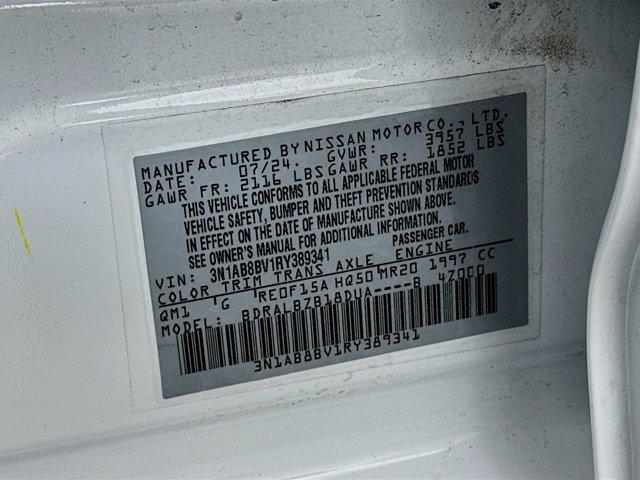 MANUFACTURED BY NISSAN MOTOR CO., LTD.
DATE: 07/24. GVWR: 3957 LBS
GAWR FR: 2116 LBS GAWR RR: 1852 LBS
THIS VEHICLE CONFORMS TO ALL APPLICABLE FEDERAL MOTOR
VEHICLE SAFETY, BUMPER AND THEFT PREVENTION STANDARDS
IN EFFECT ON THE DATE OF MANUFACTURE SHOWN ABOVE.
SEE OWNER'S MANUAL FOR ADDITIONAL INFORMATION.
VIN: 3N1AB8BV1RY389341 PASSENGER CAR.
COLOR TRIM TRANS AXLE ENGINE
QM1 'G 'RE0F15A HQ50 MR20 1997 CC
MODEL: BDRALBZB18DUA----B 4Z0C0
3N1AB8BV1RY389341